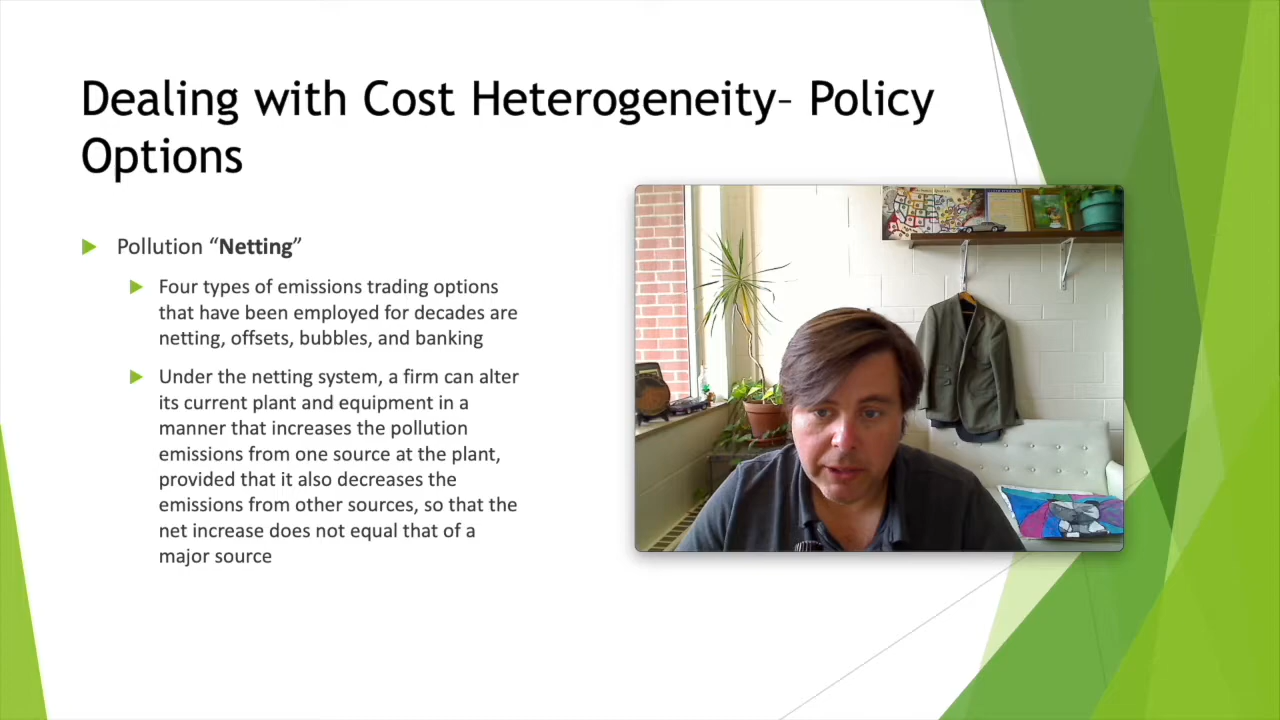 Dealing with Cost Heterogeneity– Policy
Options
Pollution “Netting”
Four types of emissions trading options
that have been employed for decades are
netting, offsets, bubbles, and banking
Under the netting system, a firm can alter
its current plant and equipment in a
manner that increases the pollution
emissions from one source at the plant,
provided that it also decreases the
emissions from other sources, so that the
net increase does not equal that of a
major source